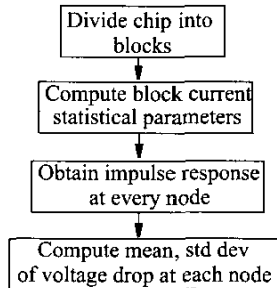 Divide chip into
blocks
Compute block current
statistical parameters
Obtain impulse response
at every node
Compute mean, std dev
of voltage drop at each node